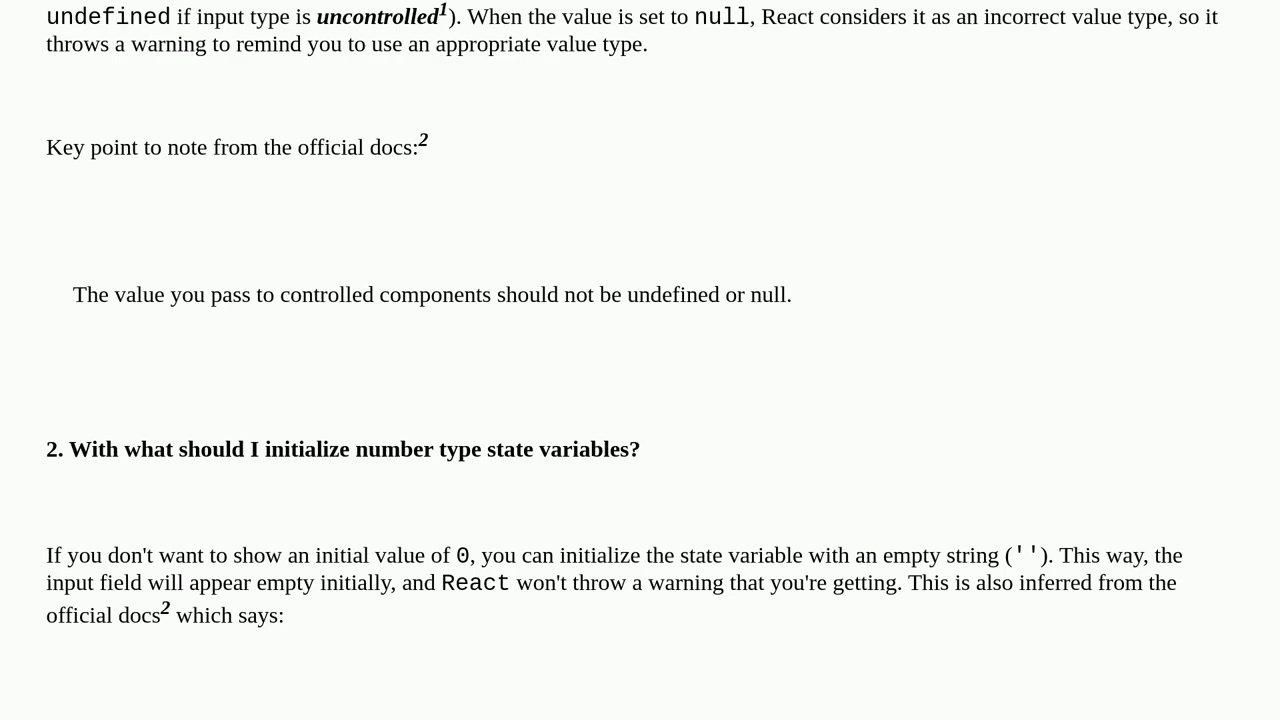 undefined if input type is uncontrolled1). When the value is set to null, React considers it as an incorrect value type, so it
throws a warning to remind you to use an appropriate value type.
Key point to note from the official docs:2
The value you pass to controlled components should not be undefined or null.
2. With what should I initialize number type state variables?
If you don't want to show an initial value of 0, you can initialize the state variable with an empty string (''). This way, the
input field will appear empty initially, and React won't throw a warning that you're getting. This is also inferred from the
official docs2 which says: